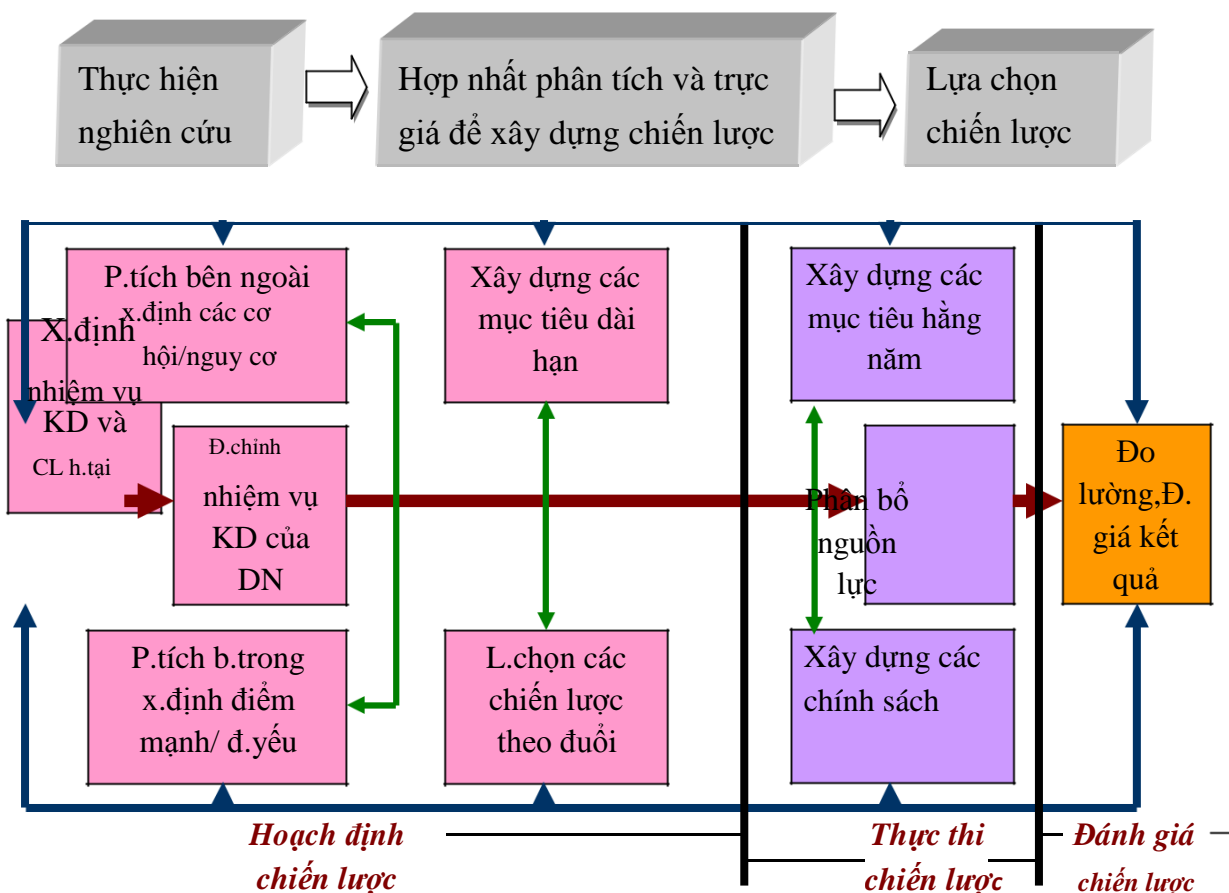 Thực hiện
nghiên cứu
Hợp nhất phân tích và trực
giá để xây dựng chiến lược
Lựa chọn
chiến lược
P.tích bên ngoài
x.định các cơ
hội/nguy cơ
X.định
nhiệm vụ
KD và
CL h.tại
Đ.chỉnh
nhiệm vụ
KD của
DN
P.tích b.trong
x.định điểm
mạnh/ đ.yếu
Xây dựng các
mục tiêu dài
hạn
L.chọn các
chiến lược
theo đuổi
Xây dựng các
mục tiêu hằng
năm
Phân bổ
nguồn
lực
Xây dựng các
chính sách
Đo
lường,Đ.
giá kết
quả
Hoạch định
chiến lược
Thực thi
chiến lược
Đánh giá
chiến lược